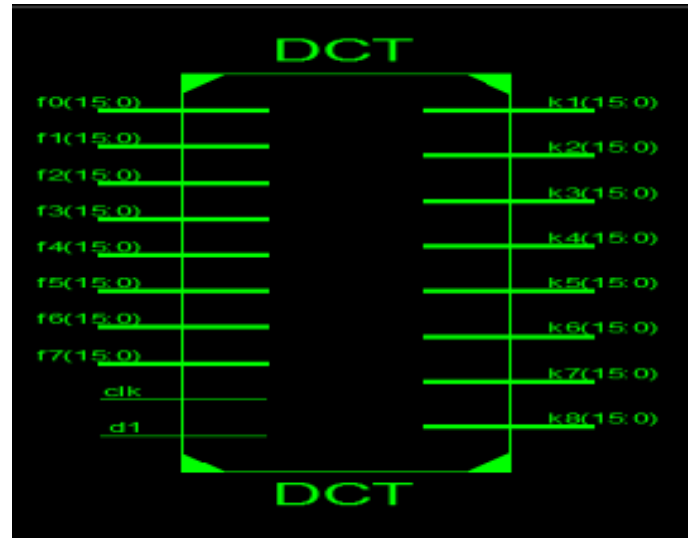 DCT
f0(15:0)
k1(15:0)
f1(15:0)
k2(15:0)
f2(15:0)
k3(15:0)
f3(15:0)
k4(15:0)
f4(15:0)
k5(15:0)
f5(15:0)
k6(15:0)
f6(15:0)
k7(15:0)
f7(15:0)
clk
k8(15:0)
d1
DCT